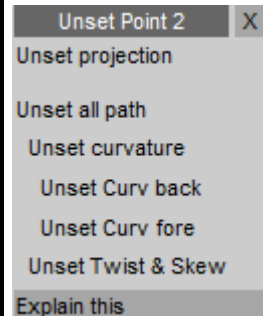 Unset Point 2 X
Unset projection
Unset all path
Unset curvature
Unset Curv back
Unset Curv fore
Unset Twist & Skew
Explain this